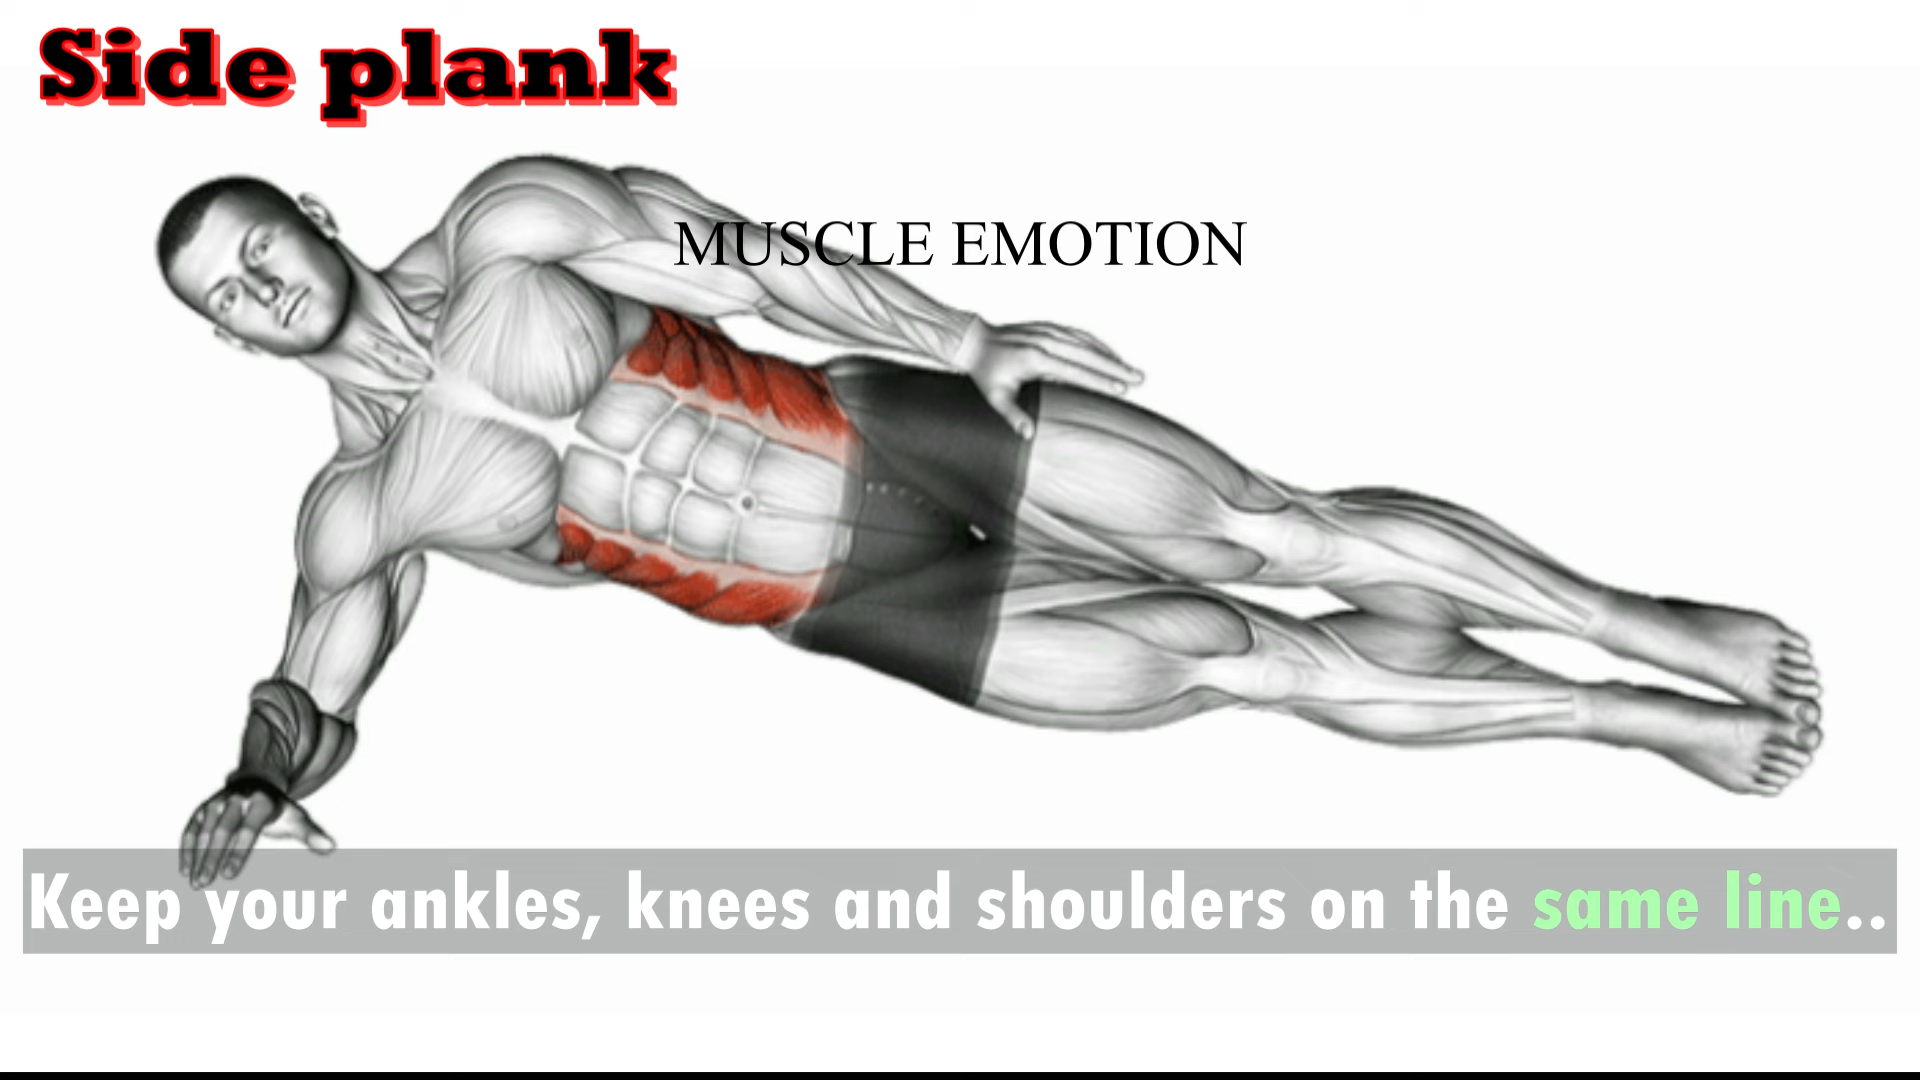 Side plank
MUSCLE EMOTION
Keep your ankles, knees and shoulders on the same line..